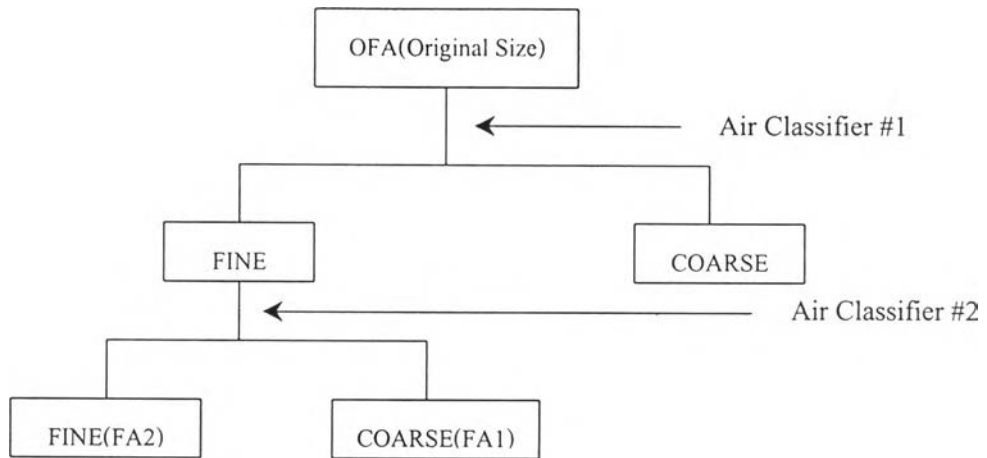 OFA(Original Size)
Air Classifier #1
FINE
COARSE
Air Classifier #2
FINE(FA2)
COARSE(FA1)